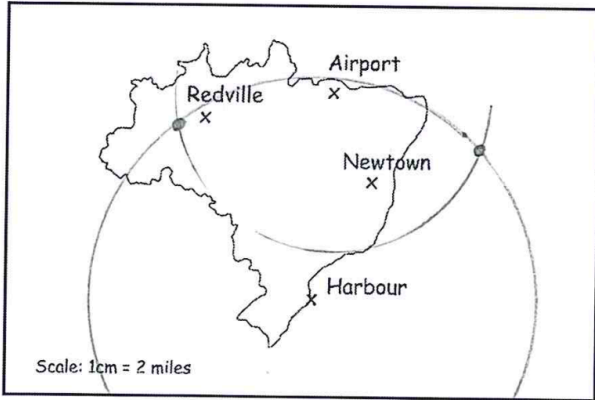 Airport
Redville
Newtown
Harbour
Scale: 1cm = 2 miles